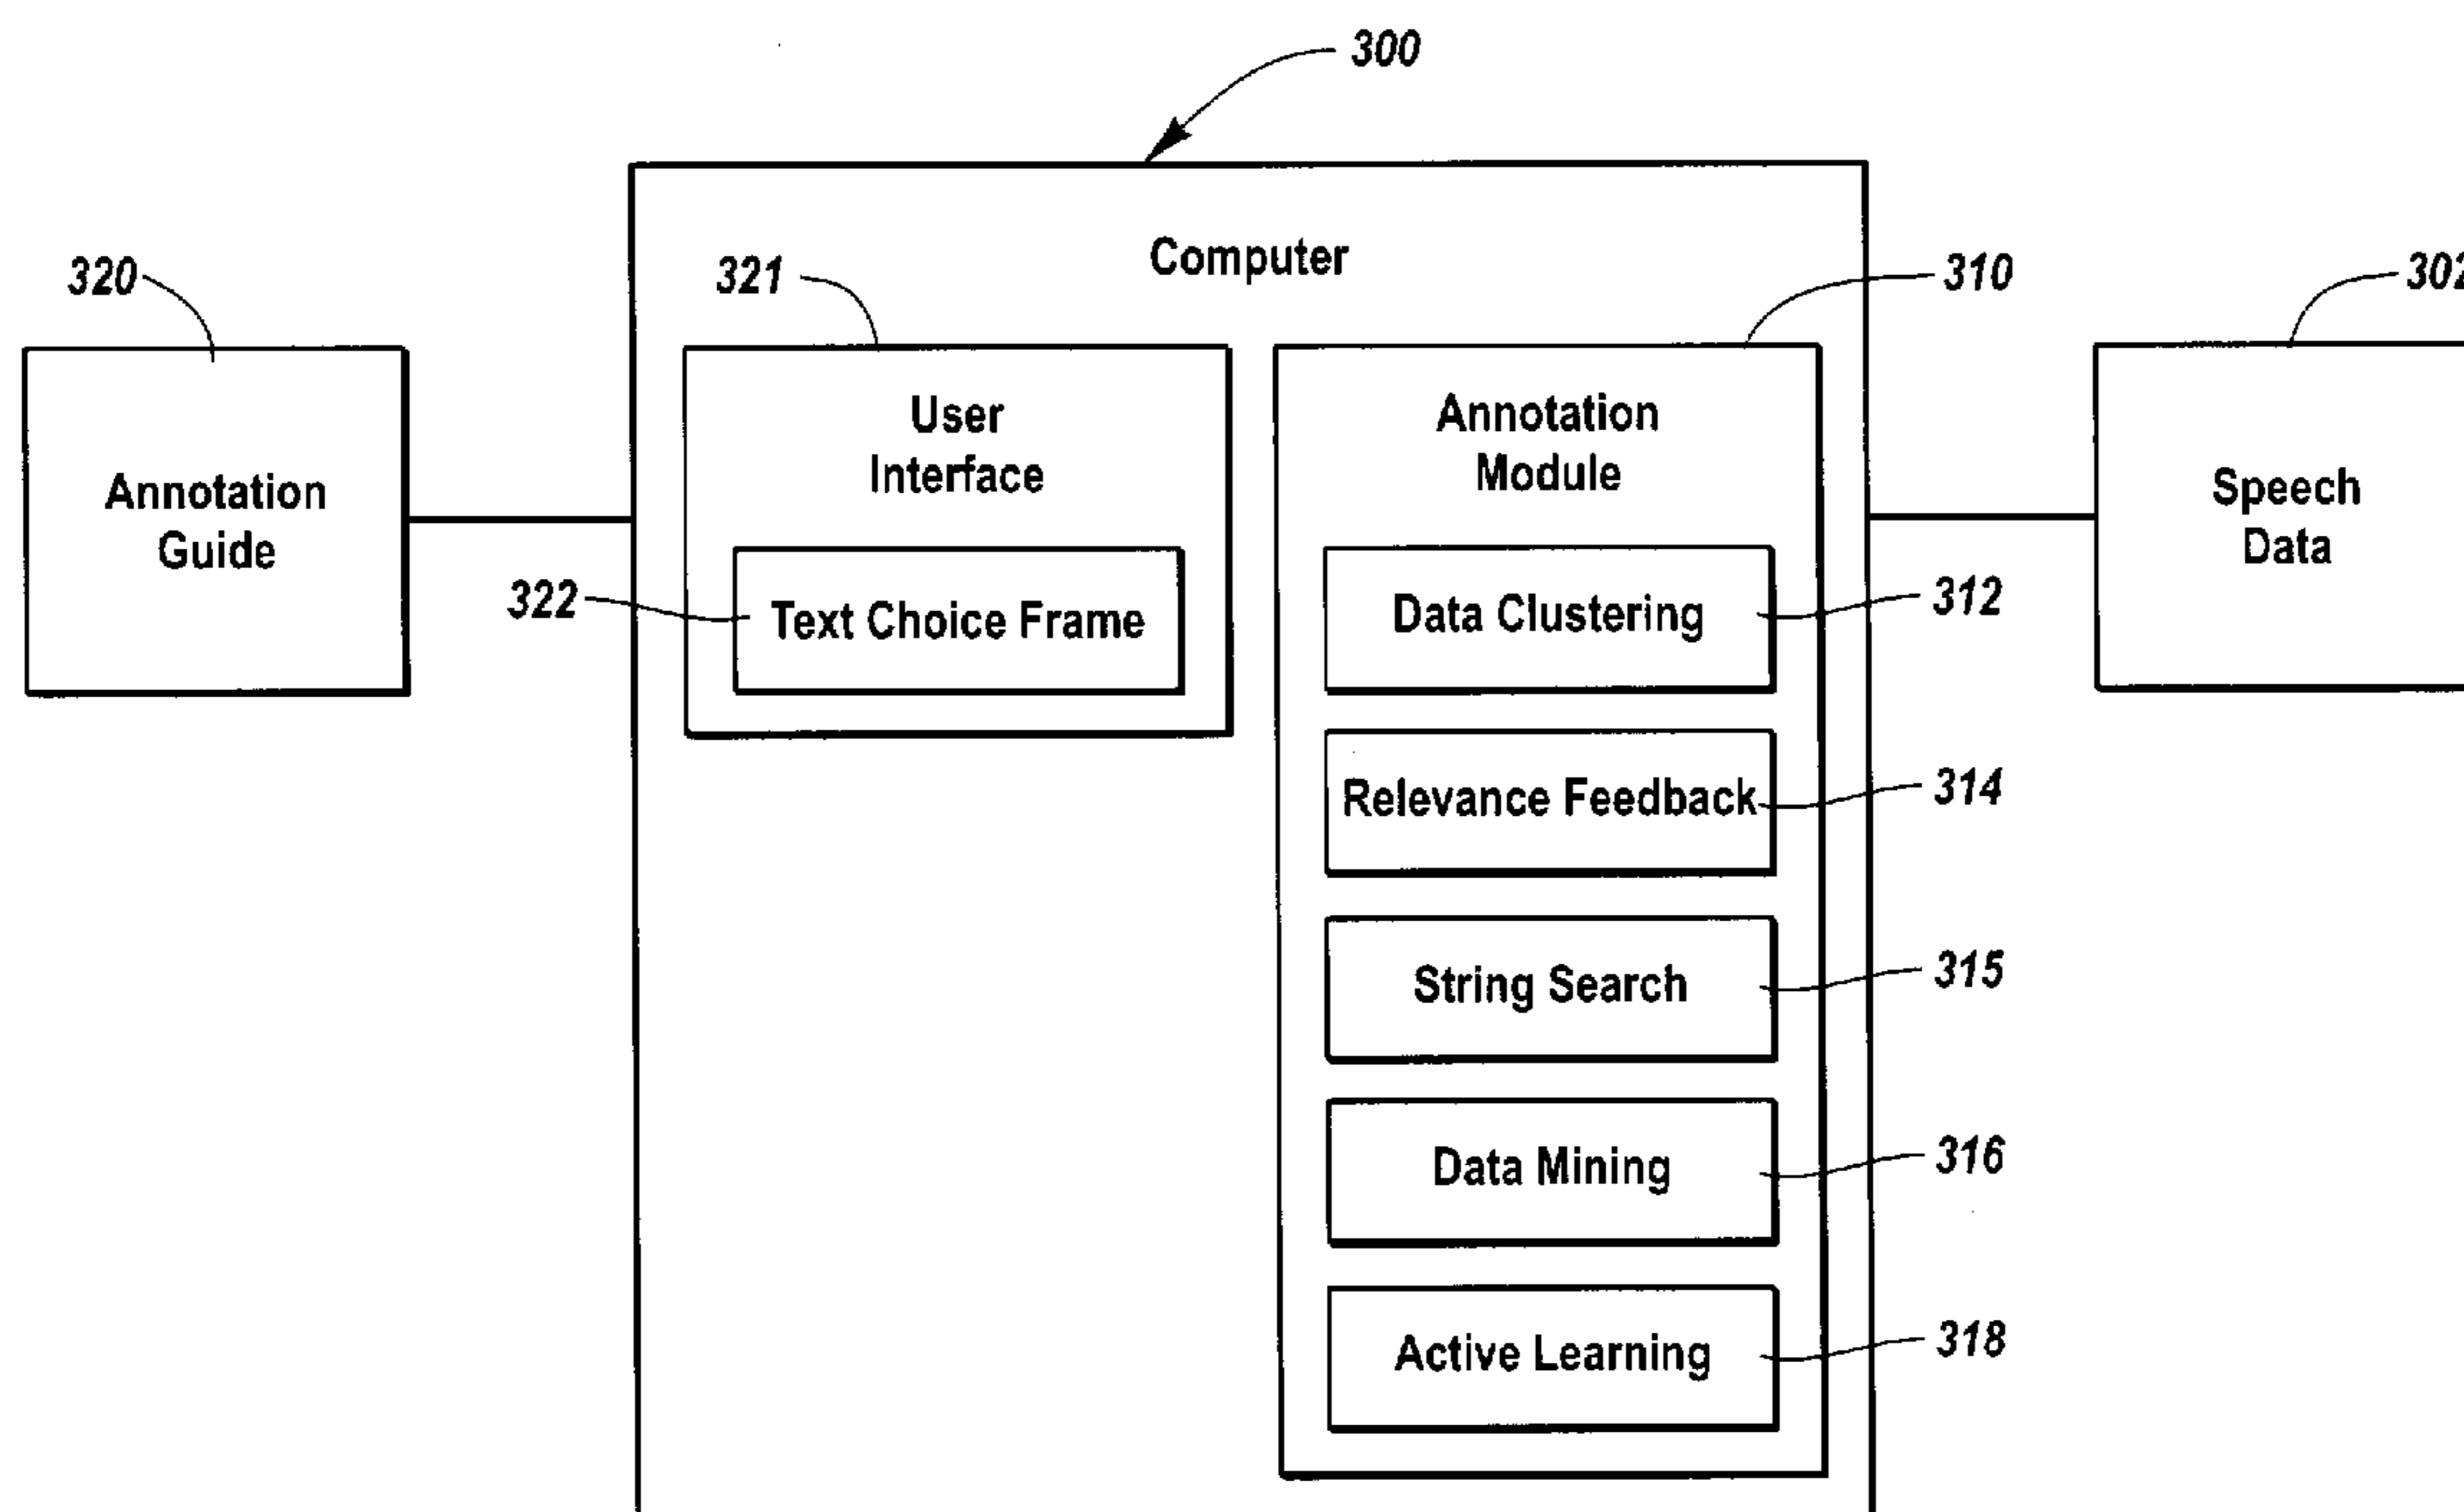 300
Computer
320
321
310
302
User
Interface
Annotation
Module
Annotation
Guide
Speech
Data
322
Text Choice Frame
Data Clustering
312
Relevance Feedback
314
String Search
315
Data Mining
316
Active Learning
318